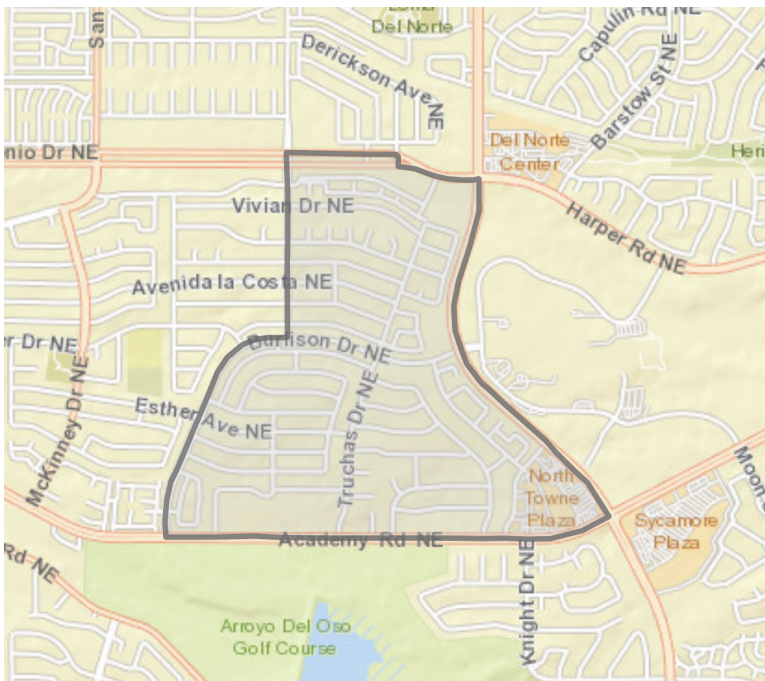 San
Del Norte
Derickson Ave NE
Capulin Rd NE
Barstow St NE
Del Norte
Center
Heri
nio Dr NE
Vivian Dr NE
Harper Rd NE
Avenida la Costa NE
Burlison Dr NE
er Dr NE
McKinney Dr NE
Esther Ave NE
Truchas Dr NE
North
Towne
Plaza
Moon
Sycamore
Plaza
Academy Rd NE
Knight Dr NE
Rd NE
Arroyo Del Oso
Golf Course